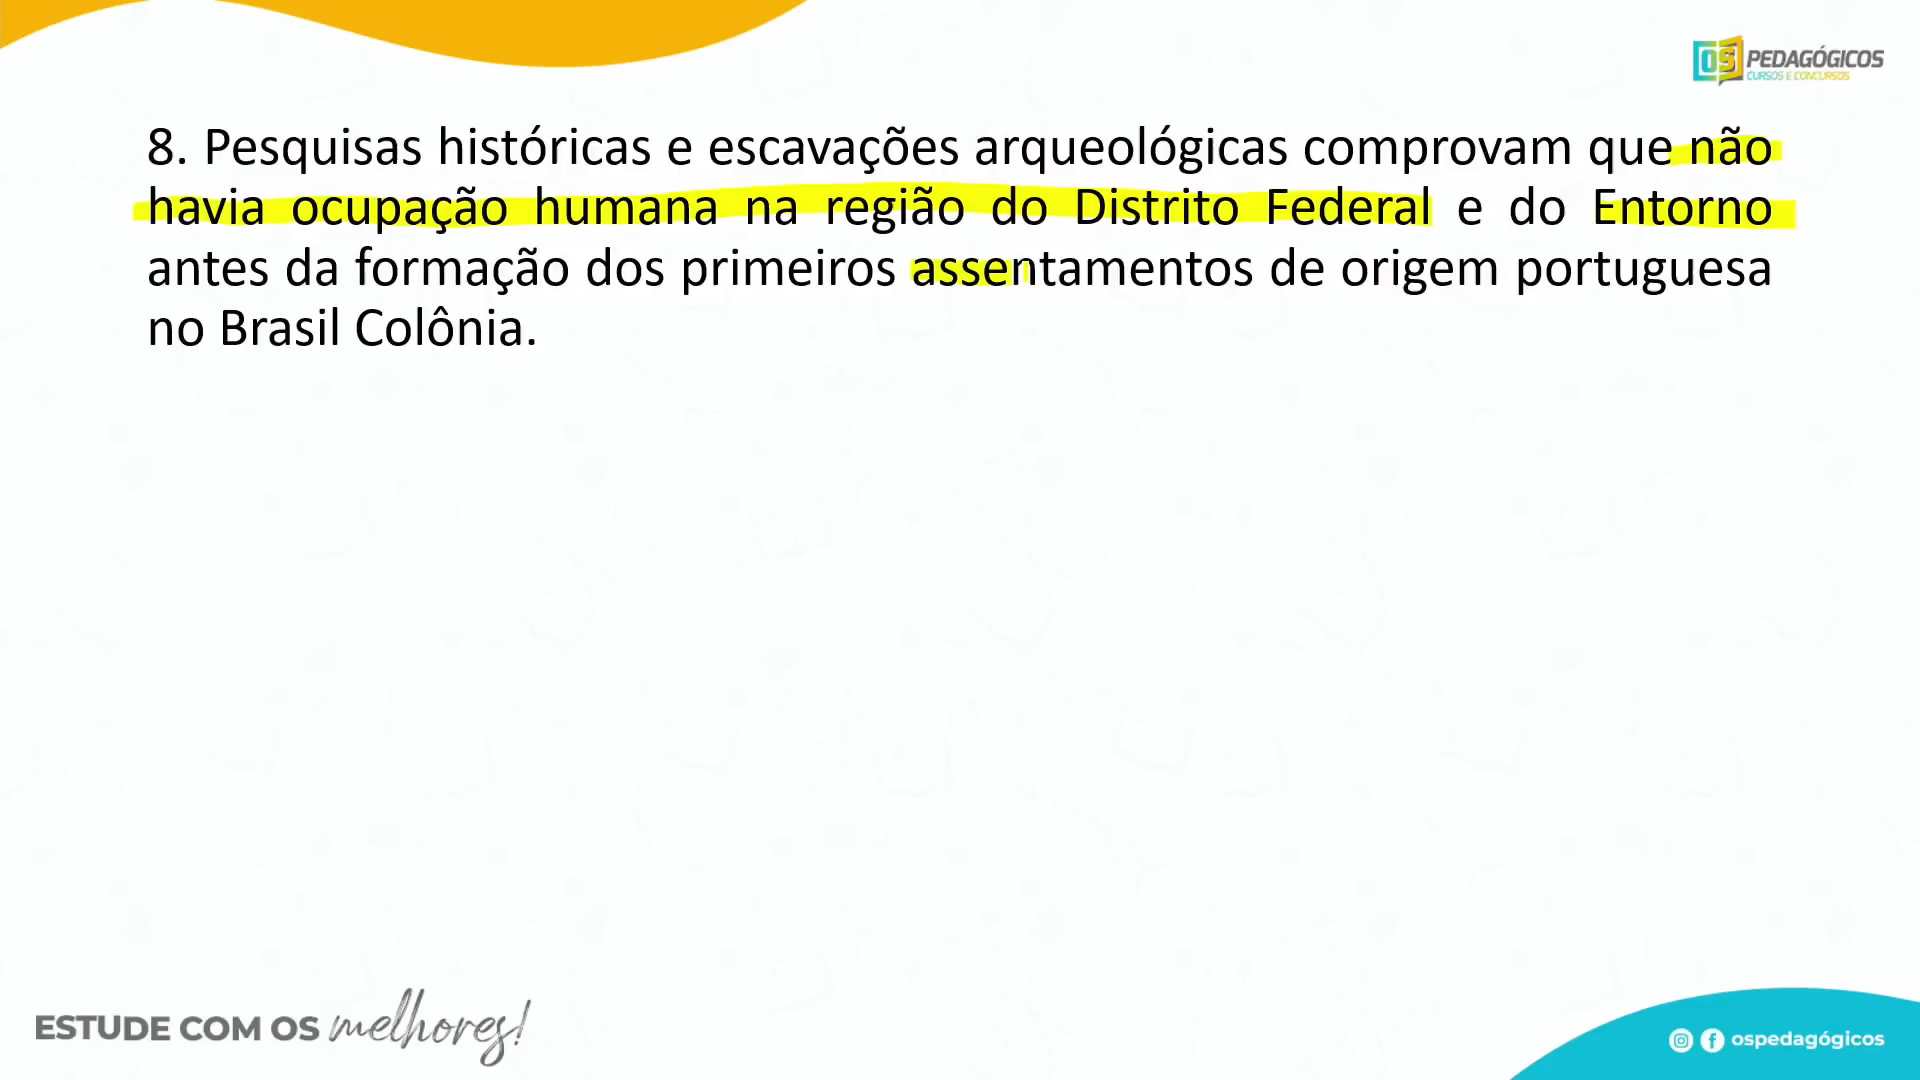 OS PEDAGÓGICOS
CURSOS E CONCURSOS
8. Pesquisas históricas e escavações arqueológicas comprovam que não
havia ocupação humana na região do Distrito Federal e do Entorno
antes da formação dos primeiros assentamentos de origem portuguesa
no Brasil Colônia.
ESTUDE COM OS melhores!
ospedagógicos